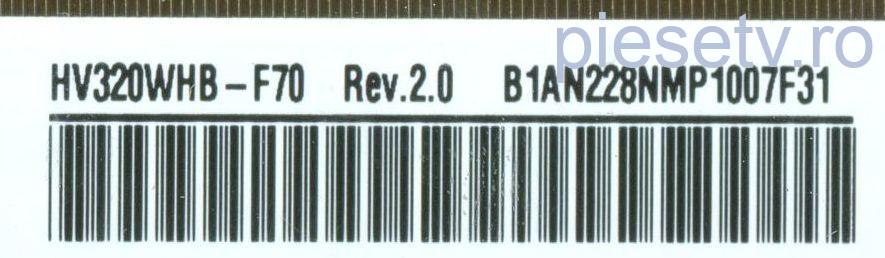 piesetv.ro
HV320WHB-F70 Rev.2.0 B1AN228NMP1007F31